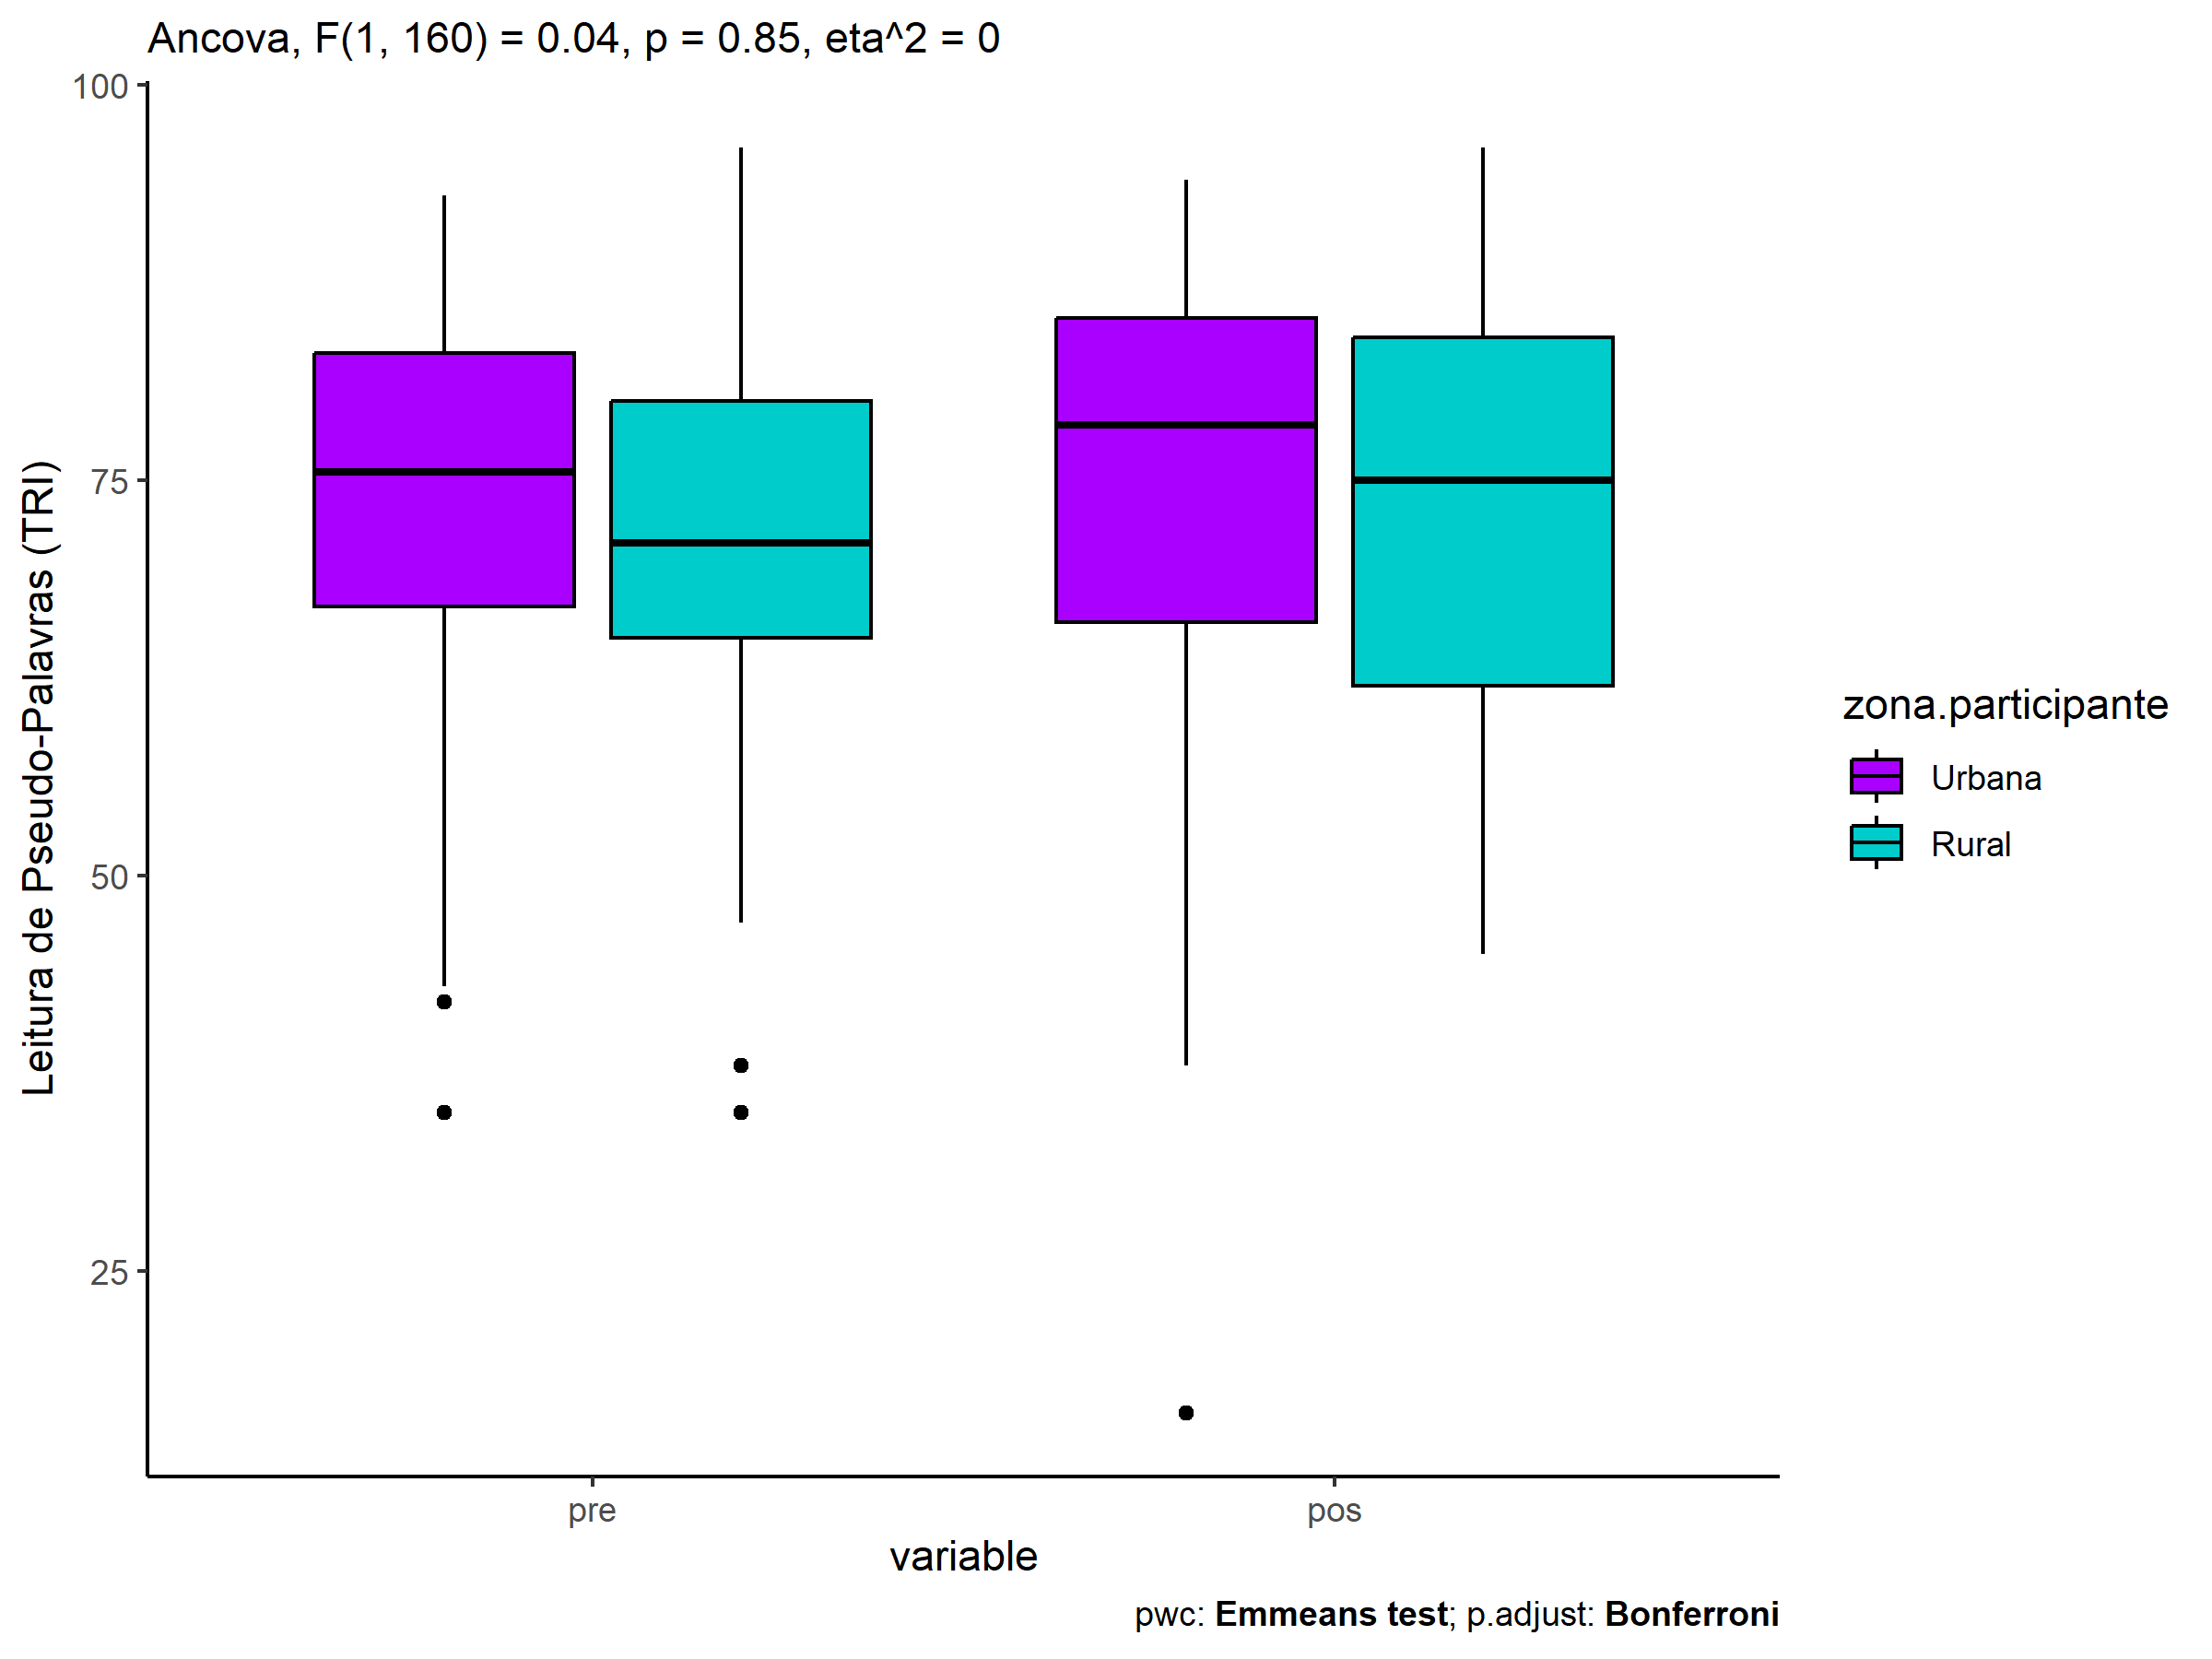 Ancova, F(1, 160) = 0.04, p = 0.85, eta^2 = 0
Leitura de Pseudo-Palavras (TRI)
100
75
50
25
pre
pos
variable
zona.participante
Urbana
Rural
pwc: Emmeans test; p.adjust: Bonferroni